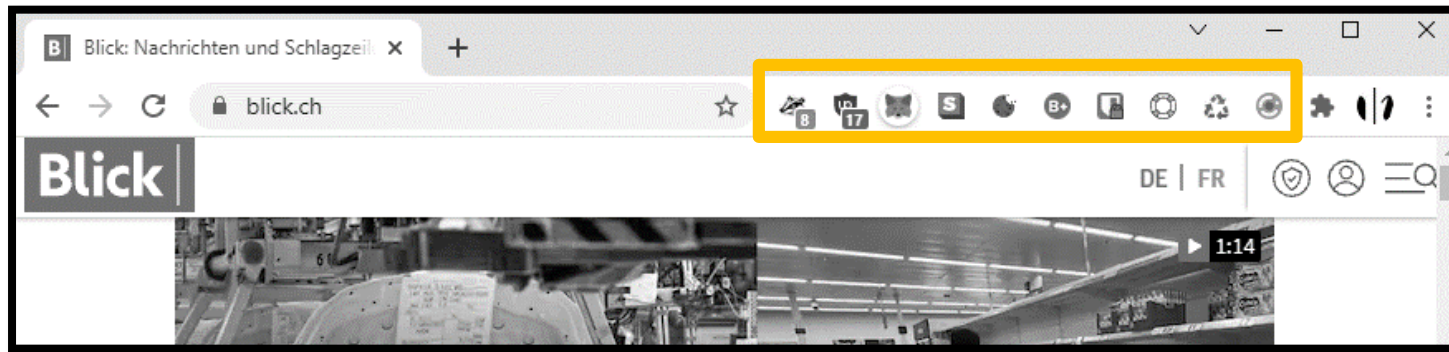 B Blick: Nachrichten und Schlagzeil
blick.ch
8
17
S
B+
Blick
DE | FR
1:14